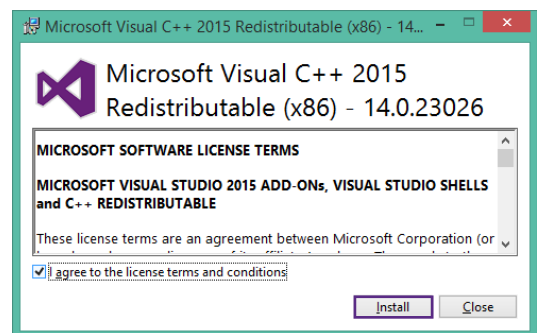 Microsoft Visual C++ 2015 Redistributable (x86) - 14...
Microsoft Visual C++ 2015
Redistributable (x86) - 14.0.23026
MICROSOFT SOFTWARE LICENSE TERMS
MICROSOFT VISUAL STUDIO 2015 ADD-ONs, VISUAL STUDIO SHELLS
and C++ REDISTRIBUTABLE
These license terms are an agreement between Microsoft Corporation (or
I agree to the license terms and conditions
Install Close